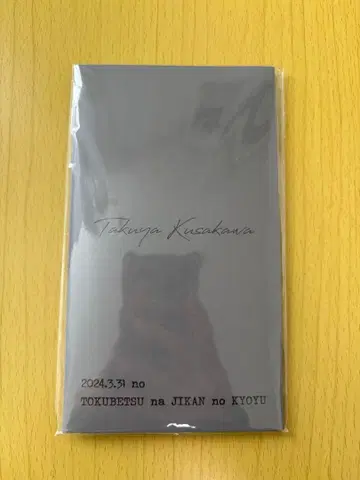 Takuya Kusakawa
2024.3.31 no
TOKUBETSU na JIKAN no KYOYU